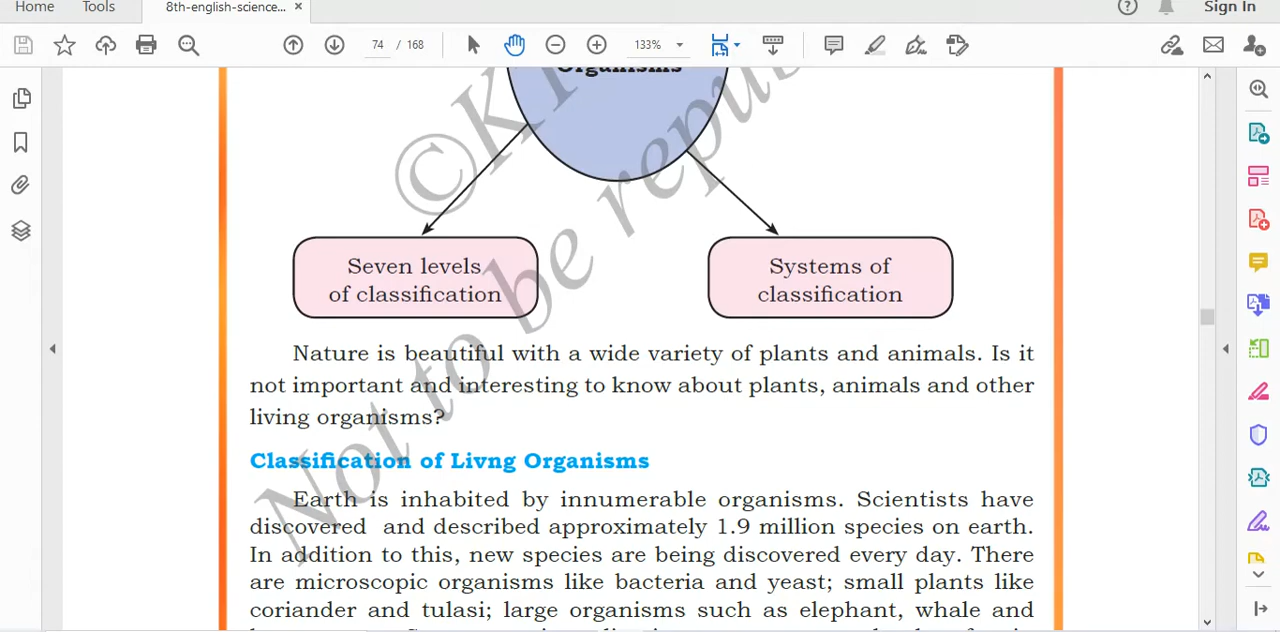 Home Tools 8th-english-science... × Sign In
74 / 168 133%
Organisms
Seven levels
of classification
Systems of
classification
Nature is beautiful with a wide variety of plants and animals. Is it
not important and interesting to know about plants, animals and other
living organisms?
Classification of Livng Organisms
Earth is inhabited by innumerable organisms. Scientists have
discovered and described approximately 1.9 million species on earth.
In addition to this, new species are being discovered every day. There
are microscopic organisms like bacteria and yeast; small plants like
coriander and tulasi; large organisms such as elephant, whale and
Not to be